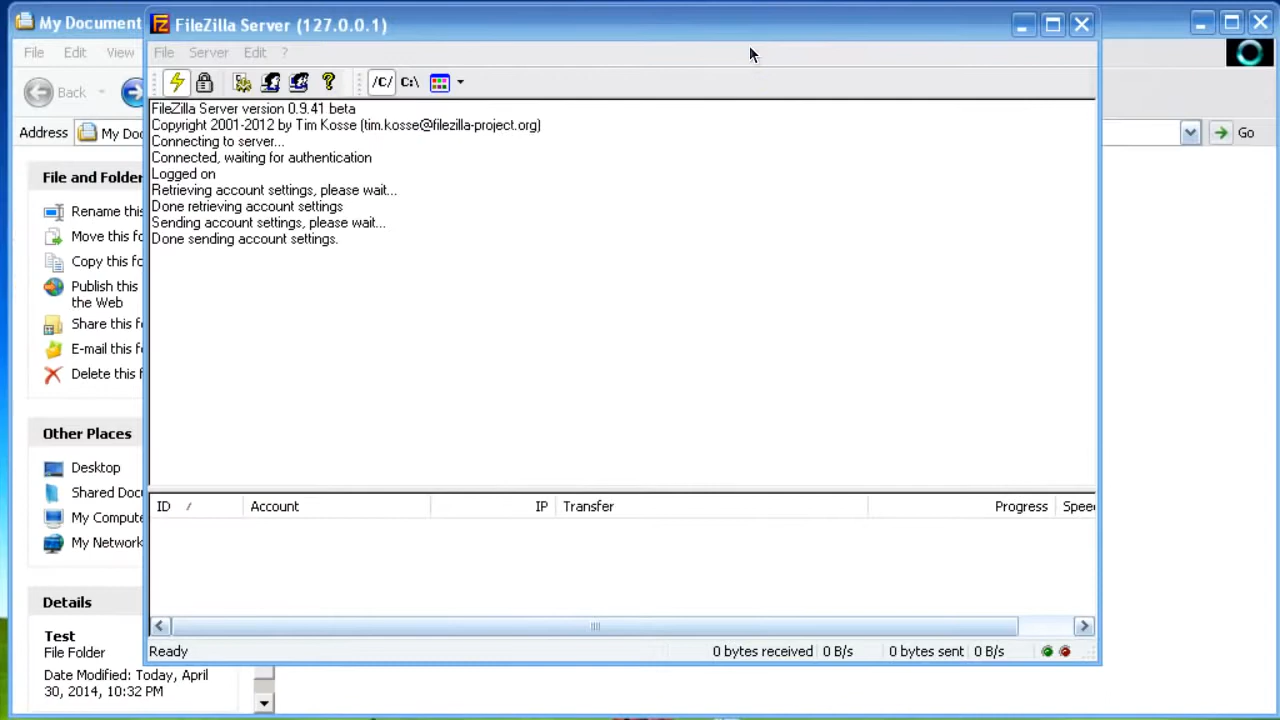 My Document
File Edit View
Back
Address My Doc
Go
File and Folder
Rename this
Move this fo
Copy this fo
Publish this
the Web
Share this f
E-mail this f
Delete this f
Other Places
Desktop
Shared Docu
My Compute
My Network
Details
Test
File Folder
Date Modified: Today, April
30, 2014, 10:32 PM
FileZilla Server (127.0.0.1)
File Server Edit ?
/C/ C:\
FileZilla Server version 0.9.41 beta
Copyright 2001-2012 by Tim Kosse (tim.kosse@filezilla-project.org)
Connecting to server...
Connected, waiting for authentication
Logged on
Retrieving account settings, please wait...
Done retrieving account settings
Sending account settings, please wait...
Done sending account settings.
ID / Account IP Transfer Progress Speed
Ready 0 bytes received 0 B/s 0 bytes sent 0 B/s